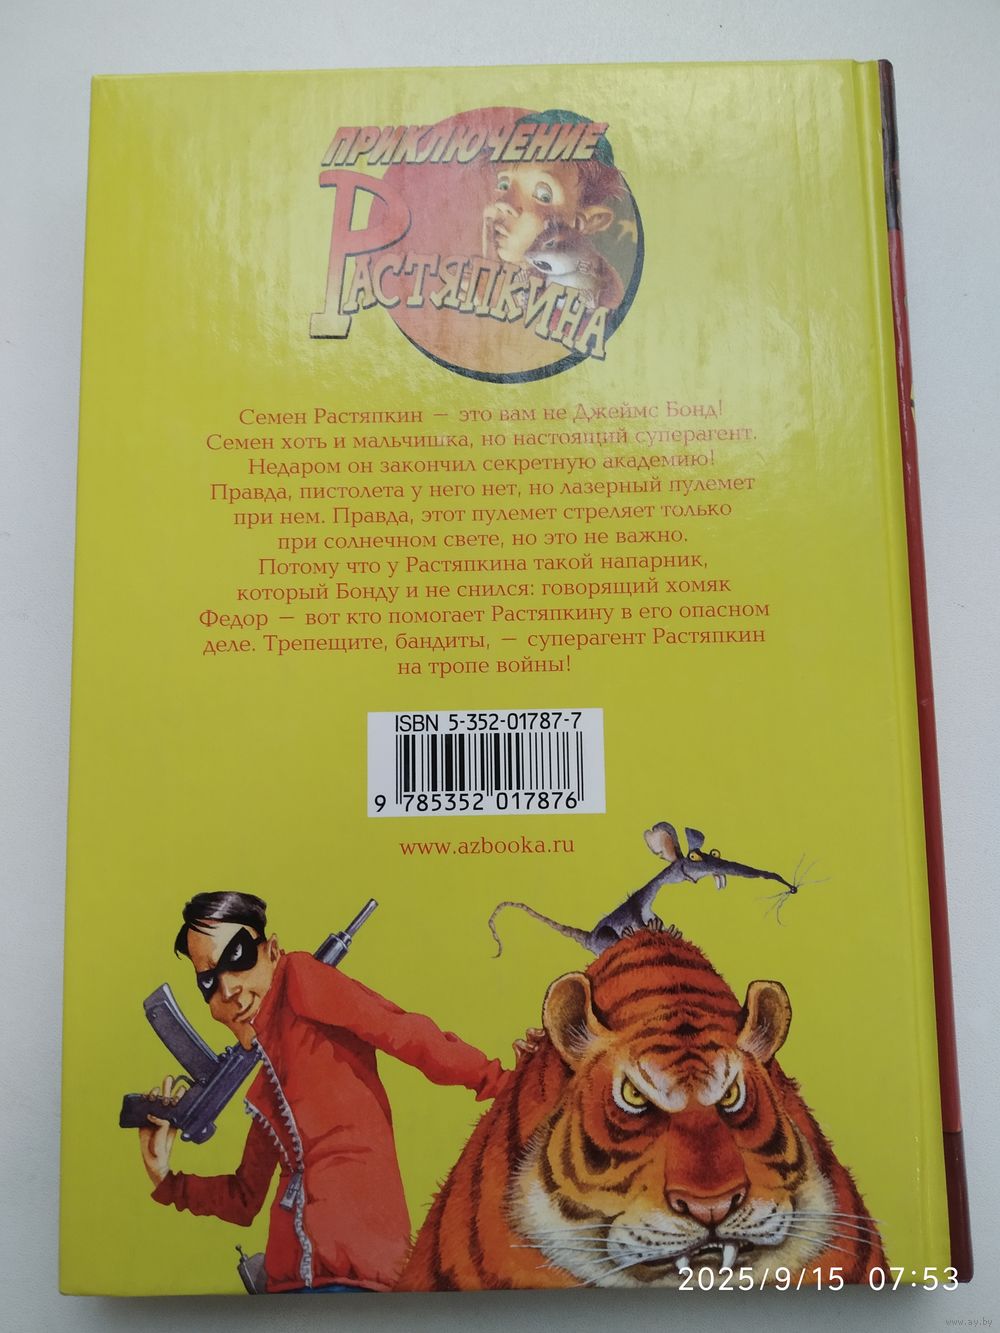 ПРИКЛЮЧЕНИЕ
РАСТЯПКИНА
Семен Растяпкин — это вам не Джеймс Бонд!
Семен хоть и мальчишка, но настоящий суперагент.
Недаром он закончил секретную академию!
Правда, пистолета у него нет, но лазерный пулемет
при нем. Правда, этот пулемет стреляет только
при солнечном свете, но это не важно.
Потому что у Растяпкина такой напарник,
который Бонду и не снился: говорящий хомяк
Федор — вот кто помогает Растяпкину в его опасном
деле. Трепещите, бандиты, — суперагент Растяпкин
на тропе войны!
ISBN 5-352-01787-7
9 785352 017876
www.azbooka.ru
2025/9/15 07:53
www.ay.by